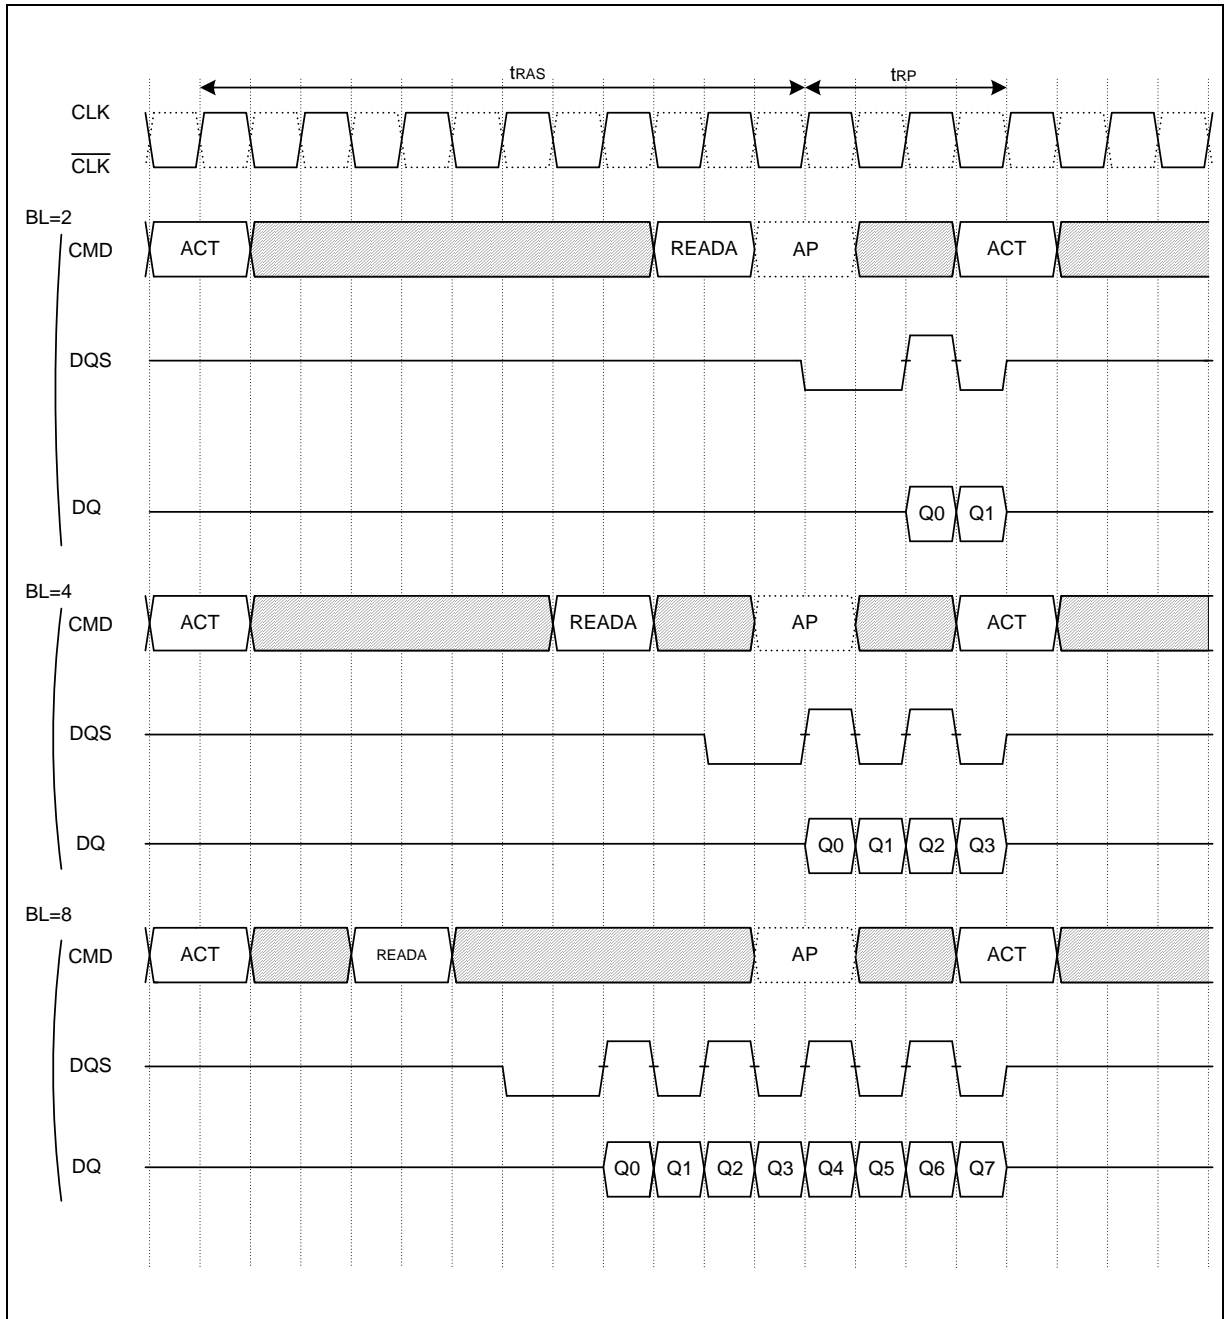 tRAS tRP
CLK
CLK
BL=2
CMD ACT READA AP ACT
DQS
DQ Q0 Q1
BL=4
CMD ACT READA AP ACT
DQS
DQ Q0 Q1 Q2 Q3
BL=8
CMD ACT READA AP ACT
DQS
DQ Q0 Q1 Q2 Q3 Q4 Q5 Q6 Q7